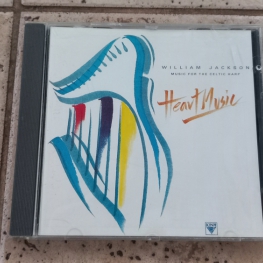 WILLIAM JACKSON
MUSIC FOR THE CELTIC HARP
Heart Music